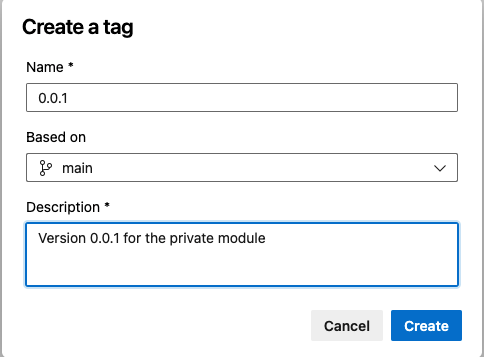 Create a tag
Name *
0.0.1
Based on
main
Description *
Version 0.0.1 for the private module
Cancel
Create